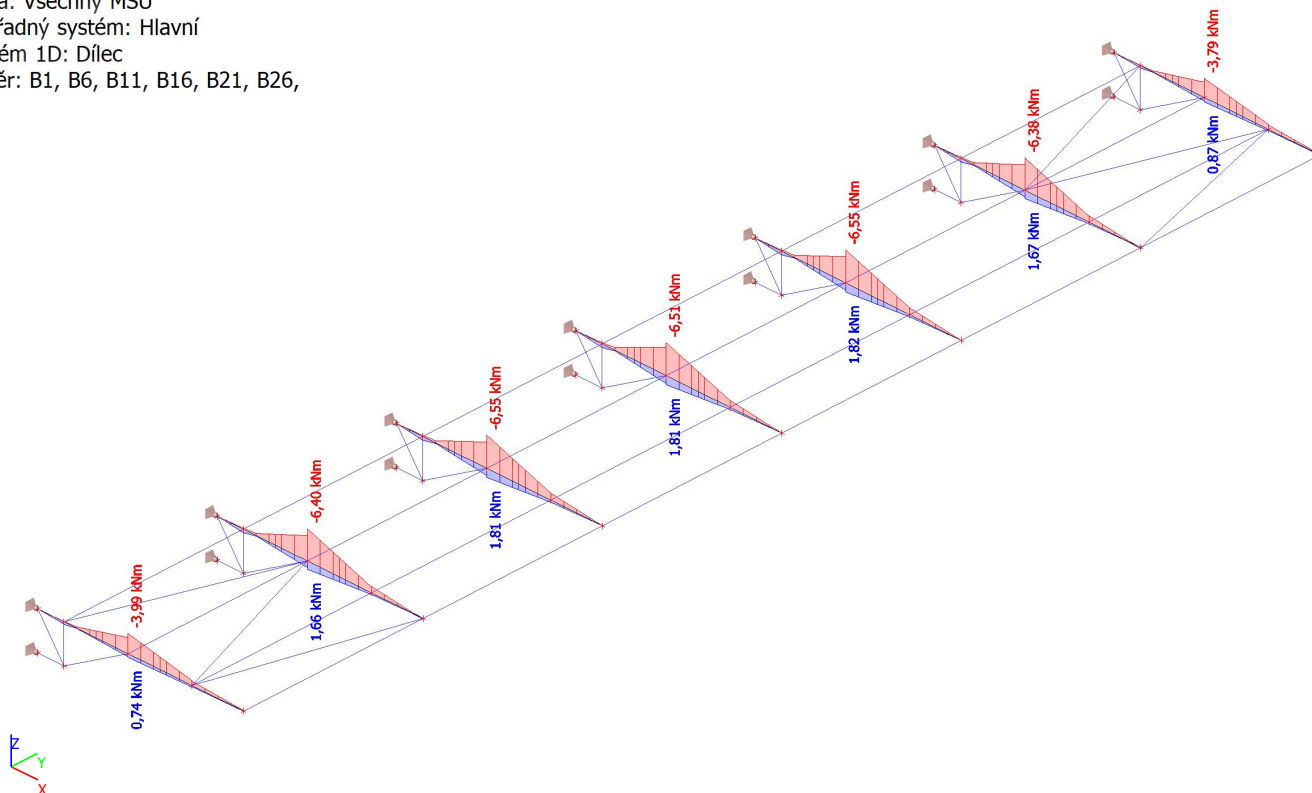 a: Všechny MSÚ
řadný systém: Hlavní
ém 1D: Dílec
ěr: B1, B6, B11, B16, B21, B26,
-3,79 kNm
0,87 kNm
-6,38 kNm
1,67 kNm
-6,55 kNm
1,82 kNm
-6,51 kNm
1,81 kNm
-6,55 kNm
1,81 kNm
-6,40 kNm
1,66 kNm
-3,99 kNm
0,74 kNm
Z
Y
X